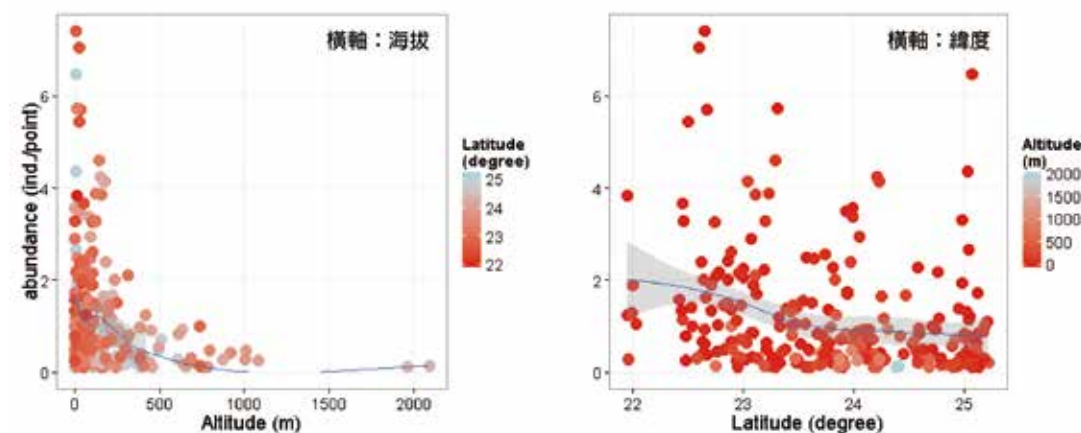 橫軸：海拔
abundance (ind./point)
6
4
2
0
0
500
1000
1500
2000
Altitude (m)
Latitude
(degree)
25
24
23
22
橫軸：緯度
6
4
2
0
22
23
24
25
Latitude (degree)
Altitude
(m)
2000
1500
1000
500
0